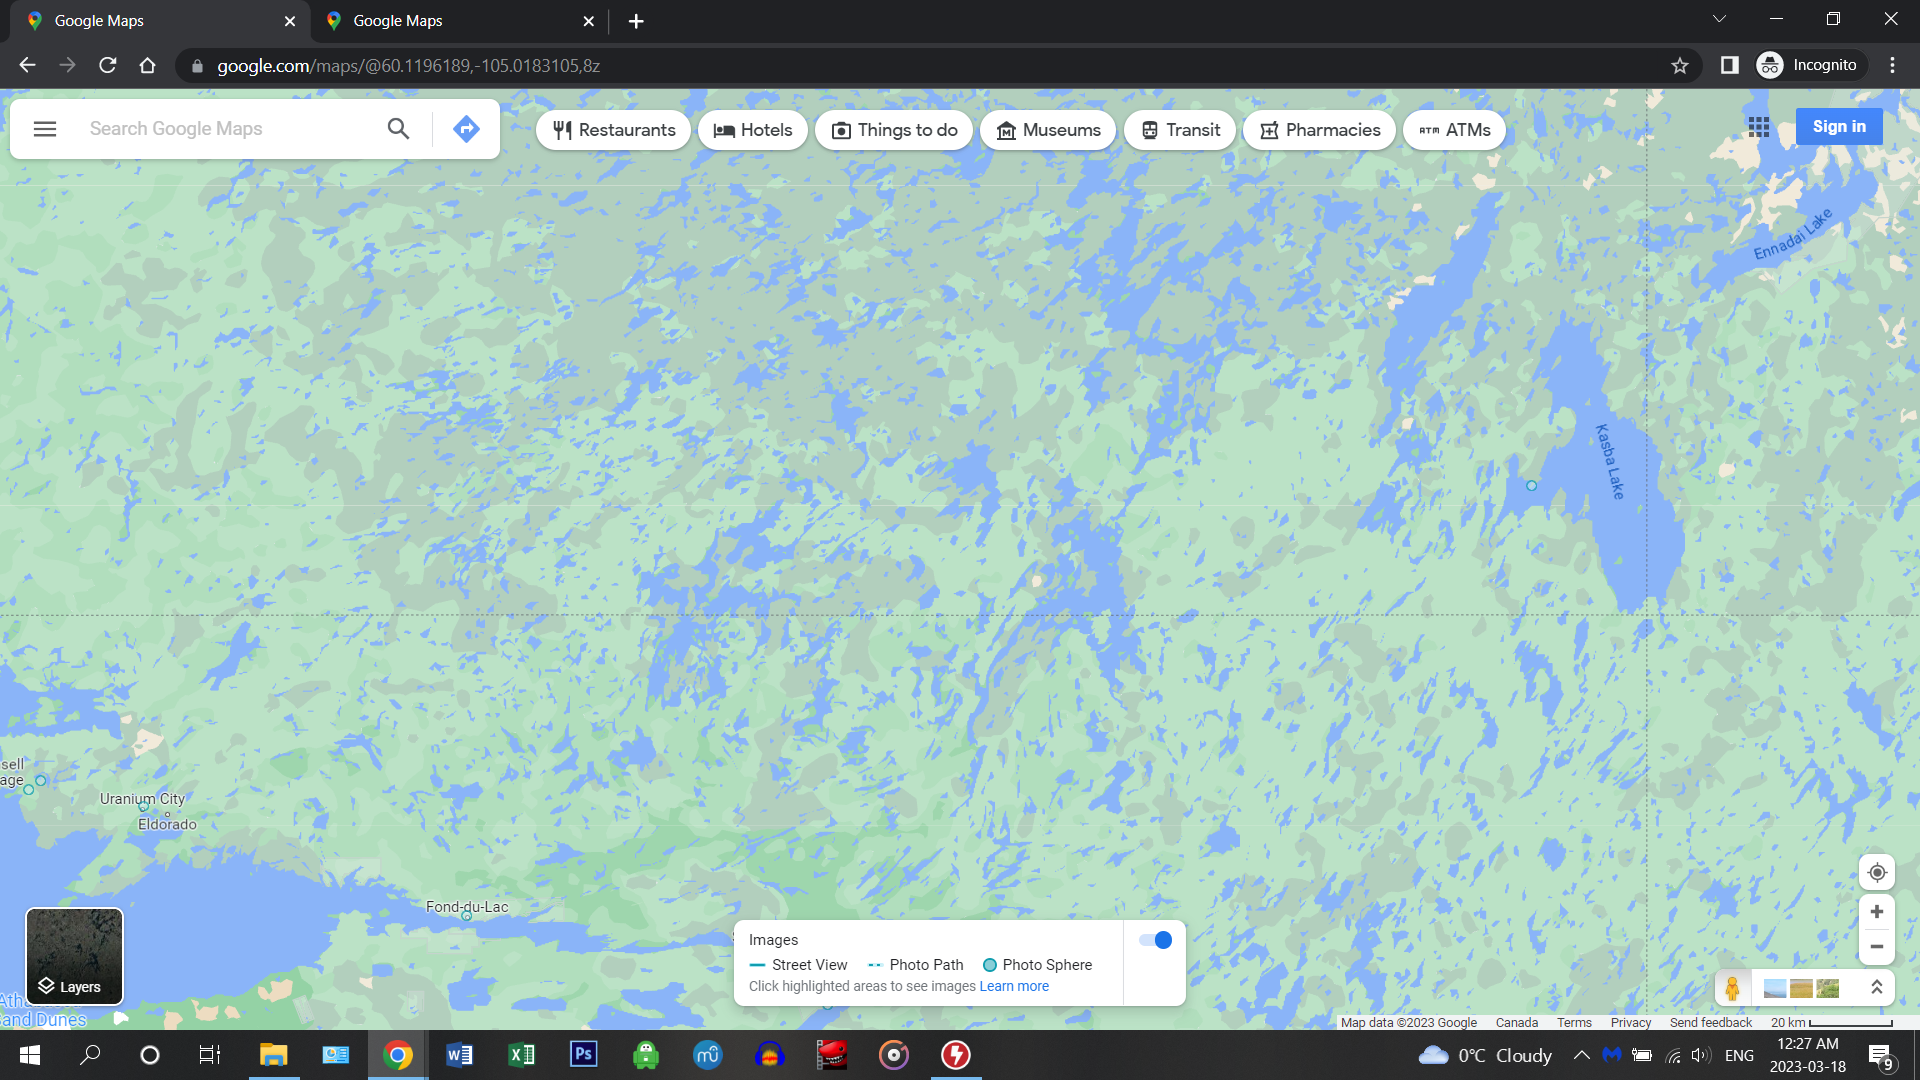 Google Maps
Google Maps
google.com/maps/@60.1196189,-105.0183105,8z
Incognito
Search Google Maps
Restaurants
Hotels
Things to do
Museums
Transit
Pharmacies
ATM ATMs
Sign in
Ennadai Lake
Kasba Lake
sell
age
Uranium City
Eldorado
Fond-du-Lac
Layers
and Dunes
Images
Street View
Photo Path
Photo Sphere
Click highlighted areas to see images Learn more
Map data ©2023 Google
Canada
Terms
Privacy
Send feedback
20 km
W
X
Ps
mu
0°C Cloudy
ENG
12:27 AM
2023-03-18
9